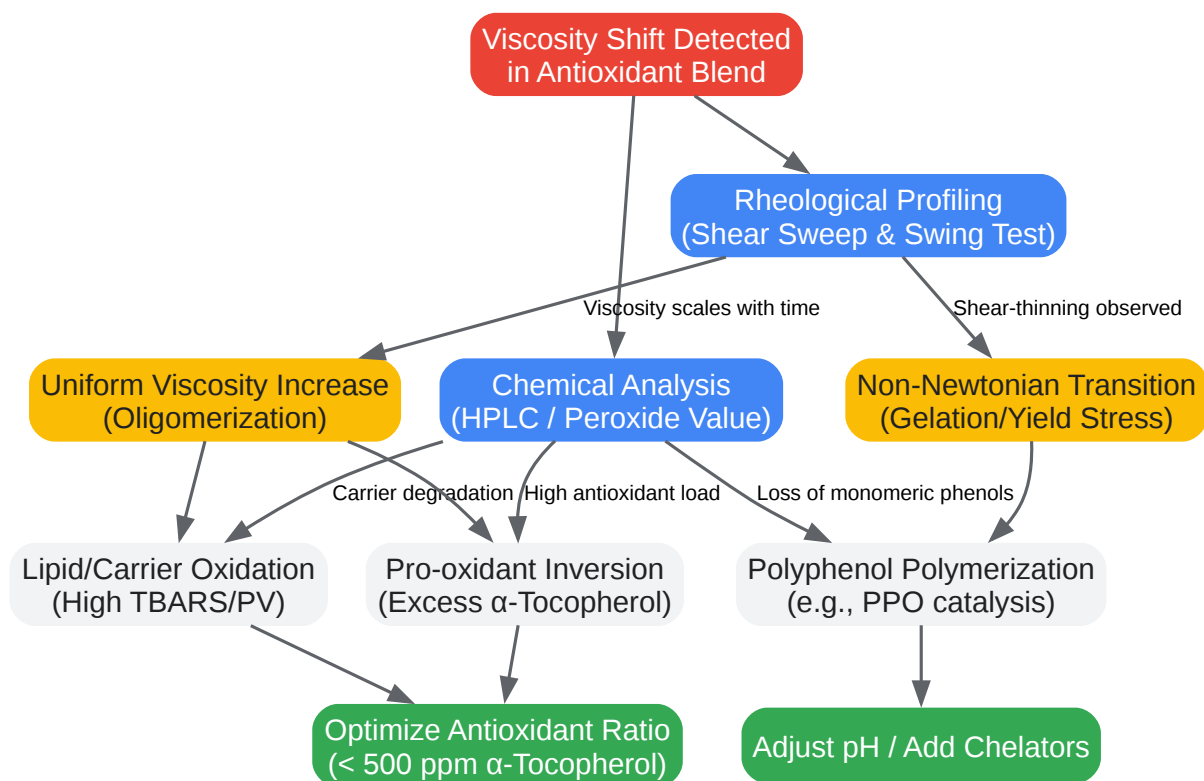 Viscosity Shift Detected
in Antioxidant Blend
Rheological Profiling
(Shear Sweep & Swing Test)
Viscosity scales with time
Shear-thinning observed
Uniform Viscosity Increase
(Oligomerization)
Chemical Analysis
(HPLC / Peroxide Value)
Non-Newtonian Transition
(Gelation/Yield Stress)
Carrier degradation
High antioxidant load
Loss of monomeric phenols
Lipid/Carrier Oxidation
(High TBARS/PV)
Pro-oxidant Inversion
(Excess α-Tocopherol)
Polyphenol Polymerization
(e.g., PPO catalysis)
Optimize Antioxidant Ratio
(< 500 ppm α-Tocopherol)
Adjust pH / Add Chelators